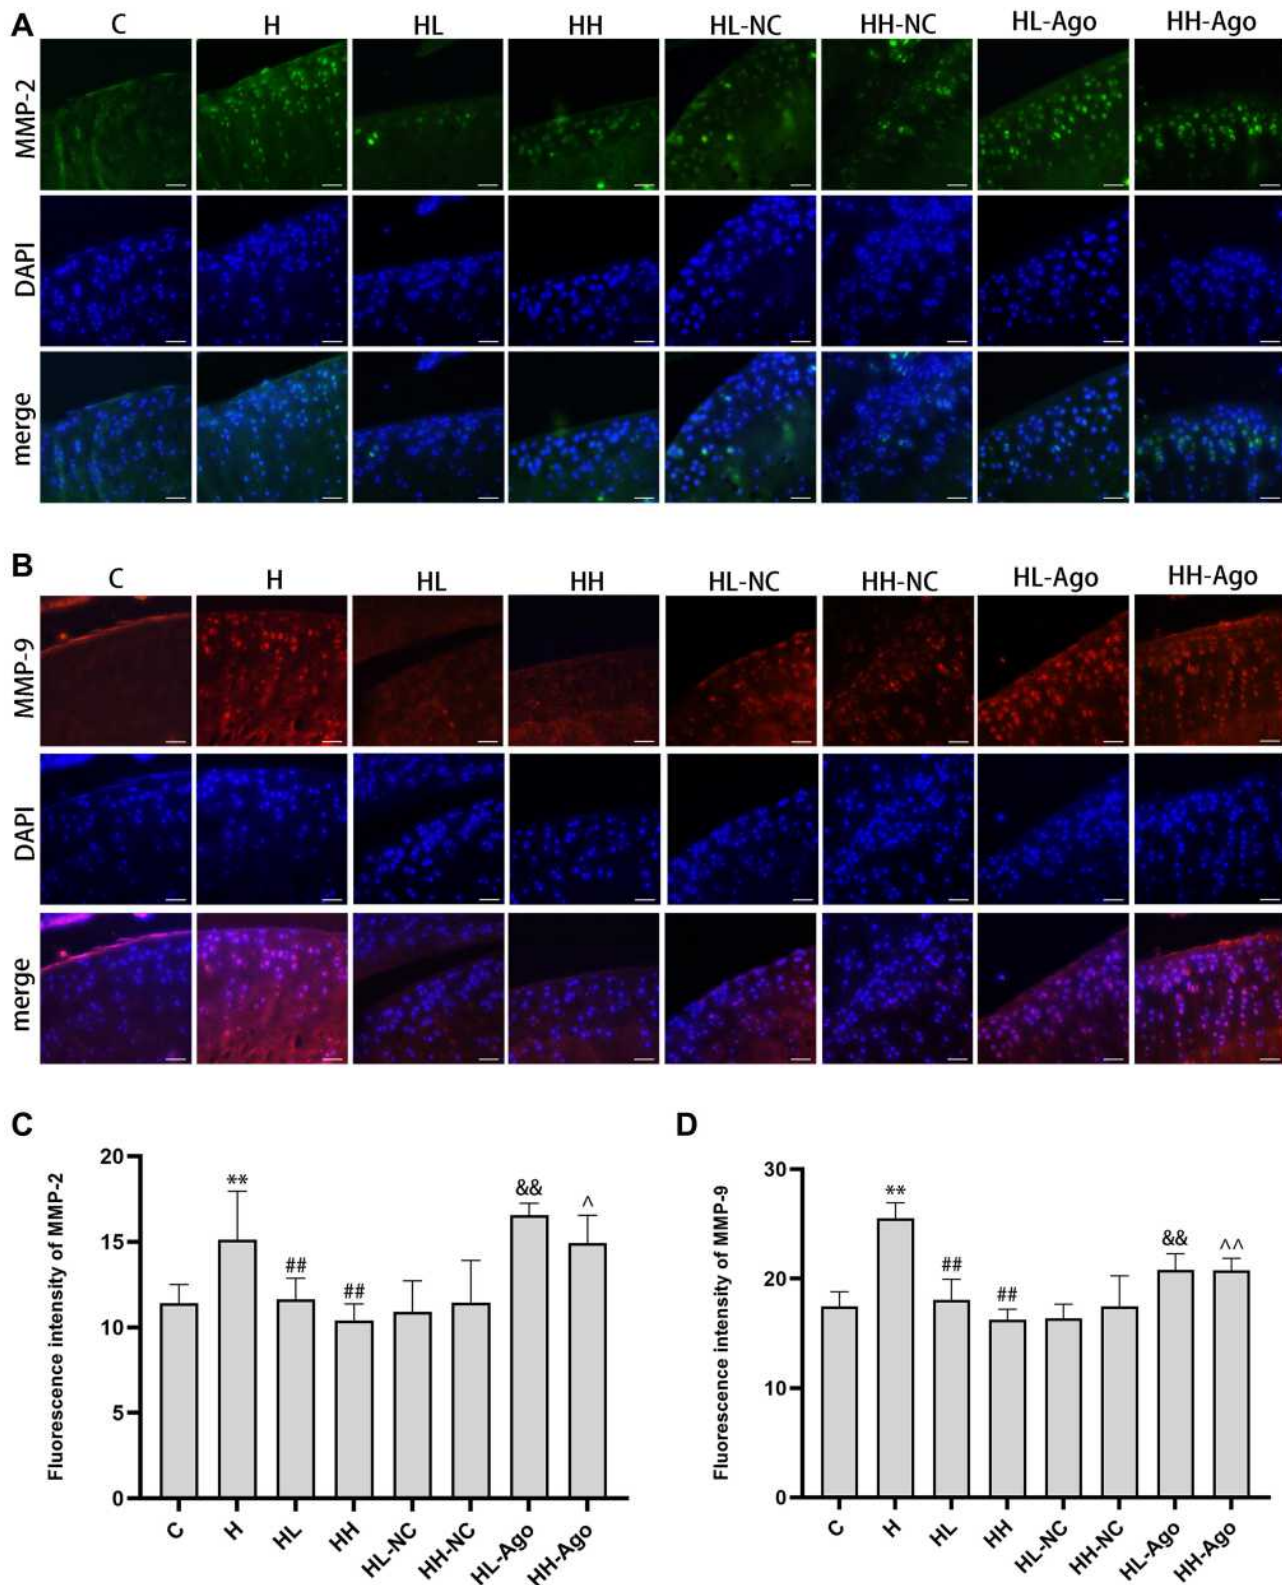 A
C H HL HH HL-NC HH-NC HL-Ago HH-Ago
MMP-2
DAPI
merge
B
C H HL HH HL-NC HH-NC HL-Ago HH-Ago
MMP-9
DAPI
merge
C
Fluorescence intensity of MMP-2
20
15
10
5
0
** ## ## && ^
C H HL HH HL-NC HH-NC HL-Ago HH-Ago
D
Fluorescence intensity of MMP-9
30
20
10
0
** ## ## && ^^
C H HL HH HL-NC HH-NC HL-Ago HH-Ago